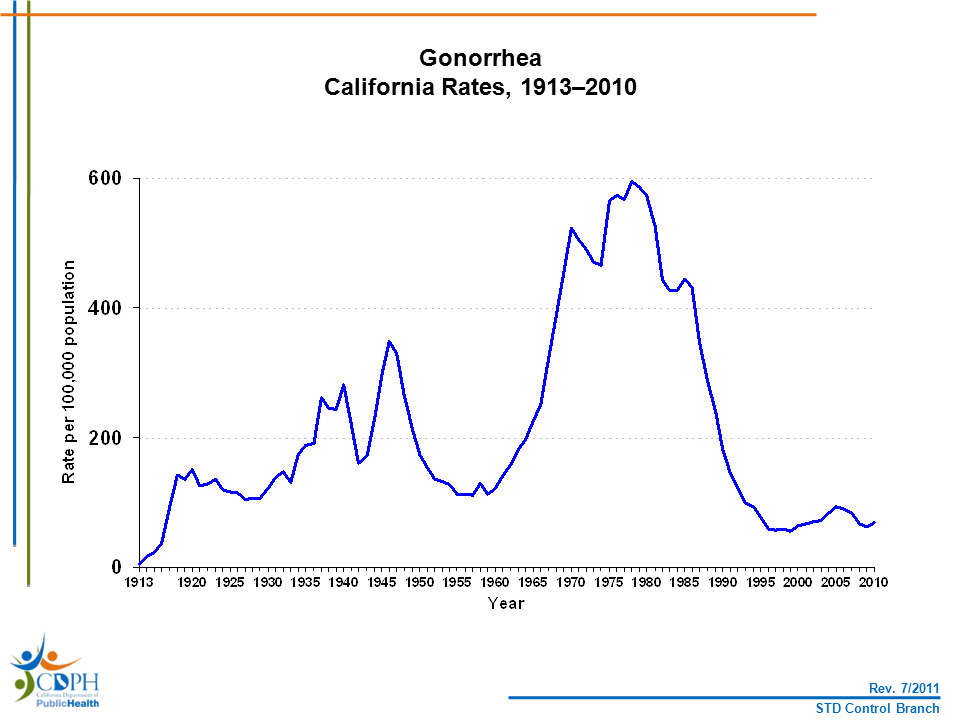 Gonorrhea
California Rates, 1913–2010
600
400
200
0
Rate per 100,000 population
1913 1920 1925 1930 1935 1940 1945 1950 1955 1960 1965 1970 1975 1980 1985 1990 1995 2000 2005 2010
Year
CDPH
California Department of
PublicHealth
Rev. 7/2011
STD Control Branch